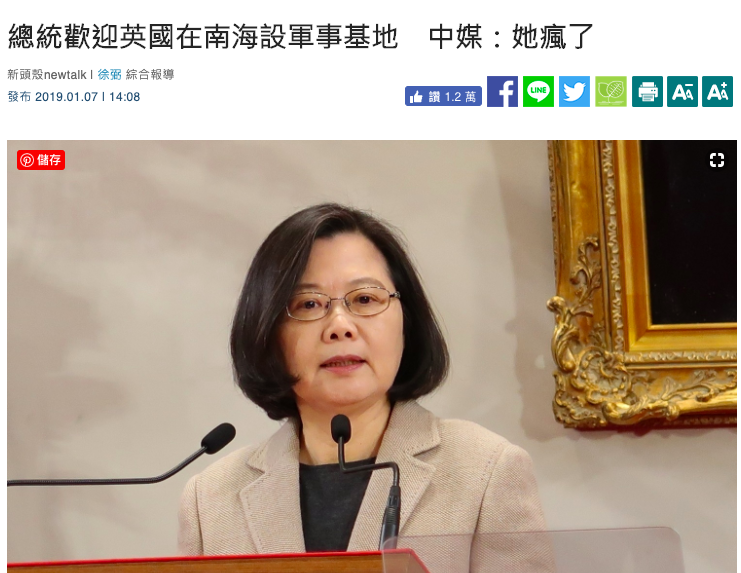 總統歡迎英國在南海設軍事基地　中媒：她瘋了
新頭殼newtalk | 徐弼 綜合報導
發布 2019.01.07 | 14:08
讚 1.2 萬
LINE
A A
A A
儲存